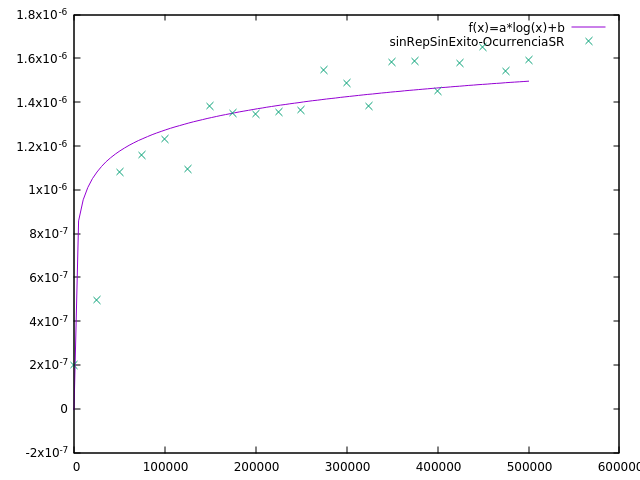 1.8x10^-6
f(x)=a*log(x)+b
sinRepSinExito-OcurrenciaSR
1.6x10^-6
1.4x10^-6
1.2x10^-6
1x10^-6
8x10^-7
6x10^-7
4x10^-7
2x10^-7
0
-2x10^-7
0 100000 200000 300000 400000 500000 600000